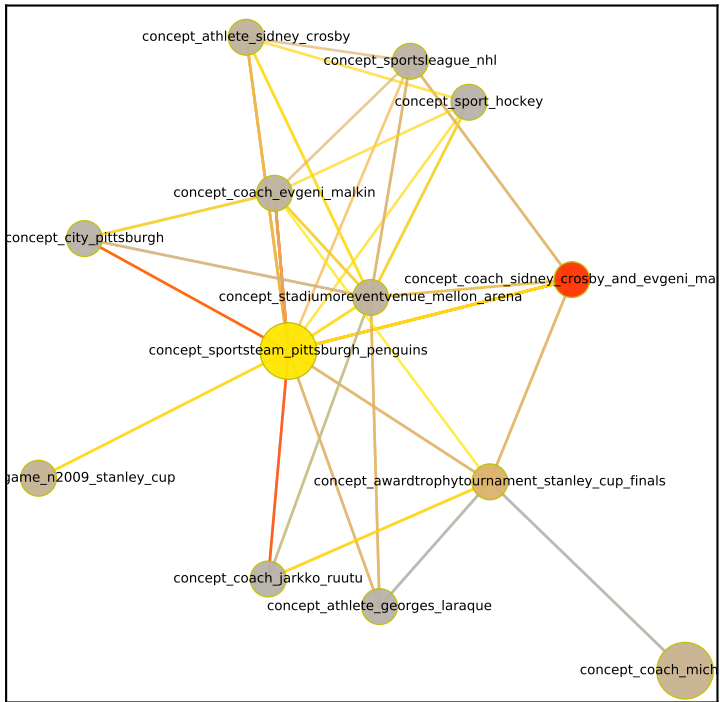 concept_athlete_sidney_crosby
concept_sportsleague_nhl
concept_sport_hockey
concept_coach_evgeni_malkin
concept_city_pittsburgh
concept_coach_sidney_crosby_and_evgeni_ma
concept_stadiumoreventvenue_mellon_arena
concept_sportsteam_pittsburgh_penguins
game_n2009_stanley_cup
concept_awardtrophytournament_stanley_cup_finals
concept_coach_jarkko_ruutu
concept_athlete_georges_laraque
concept_coach_mich